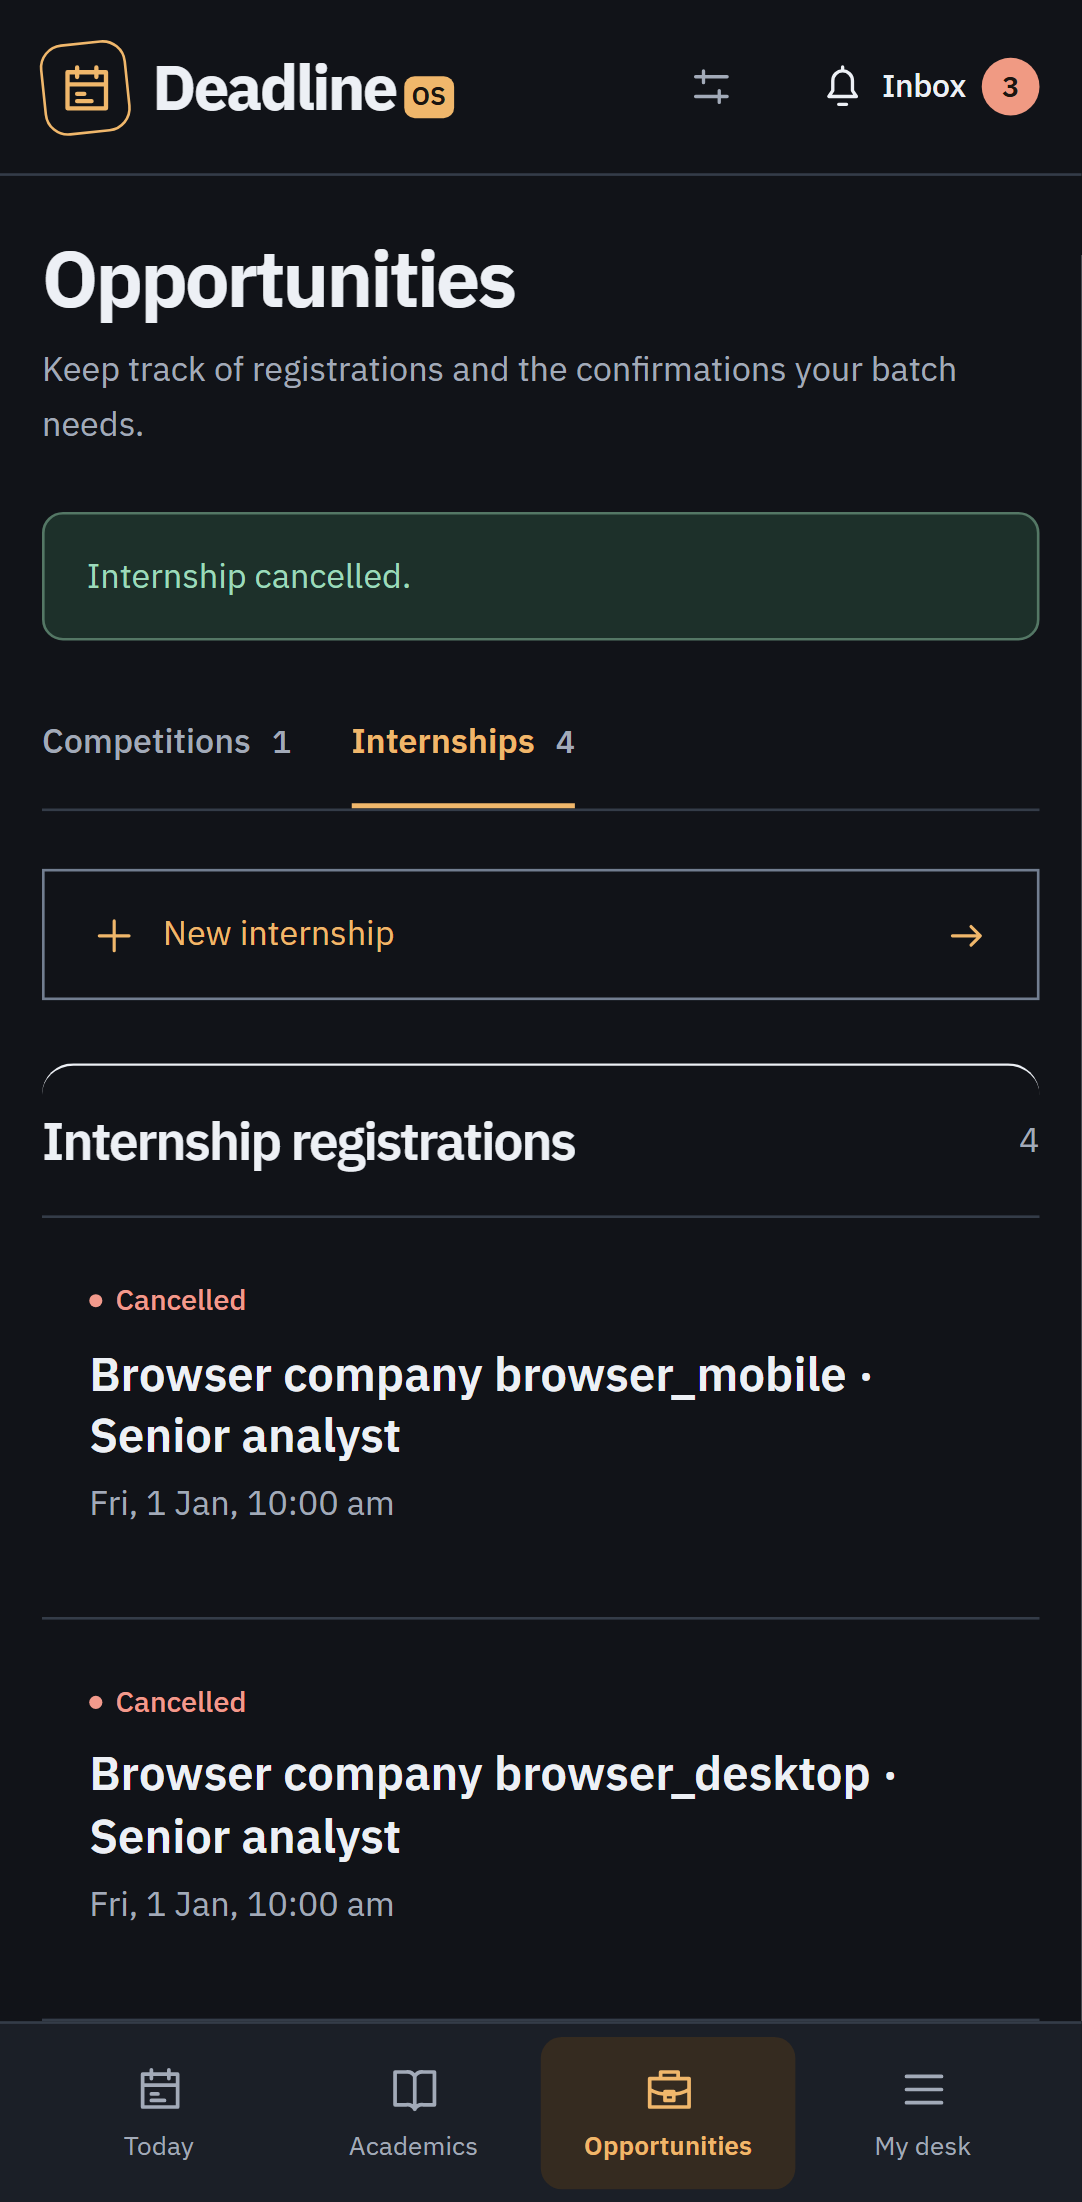 Deadline OS
Inbox 3
Opportunities
Keep track of registrations and the confirmations your batch
needs.
Internship cancelled.
Competitions 1 Internships 4
New internship
Internship registrations 4
Cancelled
Browser company browser_mobile ·
Senior analyst
Fri, 1 Jan, 10:00 am
Cancelled
Browser company browser_desktop ·
Senior analyst
Fri, 1 Jan, 10:00 am
Today Academics Opportunities My desk